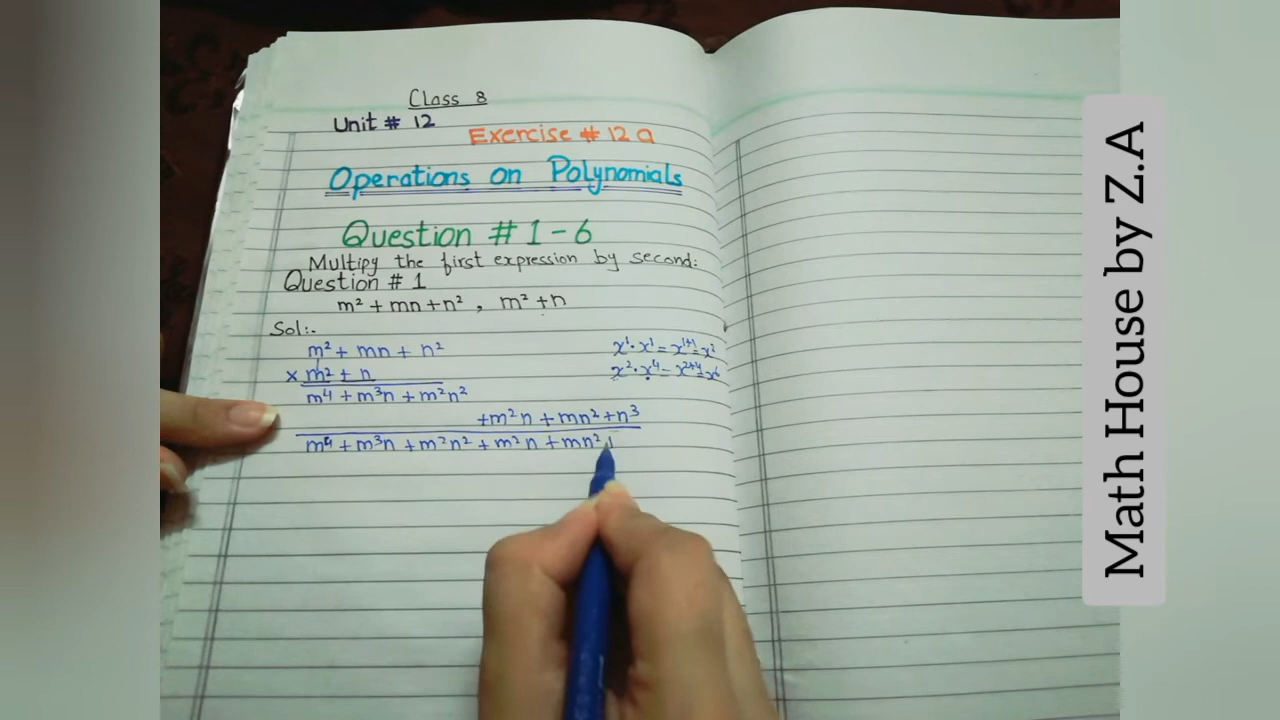 Class 8
Unit # 12
Exercise # 12 a
Operations on Polynomials
Question # 1 - 6
Multipy the first expression by second:
Question # 1
m² + mn + n² , m² + n
Sol:-
m² + mn + n²
x¹ · x¹ = x¹⁺¹ = x²
× m² + n
x² · x⁴ = x²⁺⁴ = x⁶
m⁴ + m³n + m²n²
+ m²n + mn² + n³
m⁴ + m³n + m²n² + m²n + mn²
Math House by Z.A